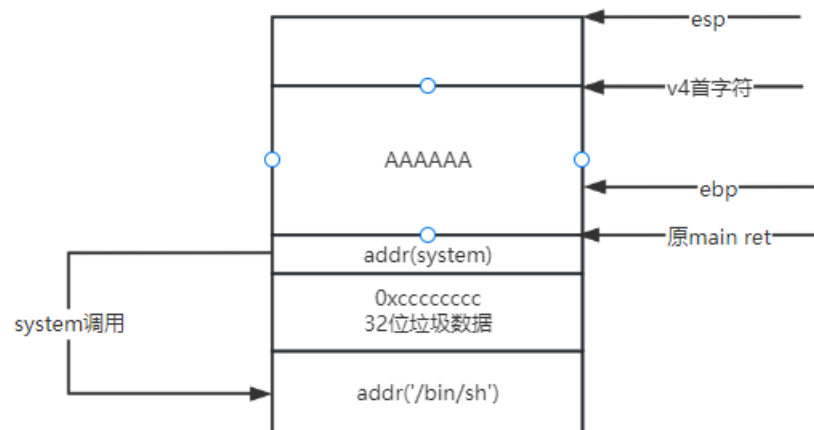 esp
v4首字符
AAAAAA
ebp
原main ret
addr(system)
0xcccccccc
32位垃圾数据
system调用
addr('/bin/sh')